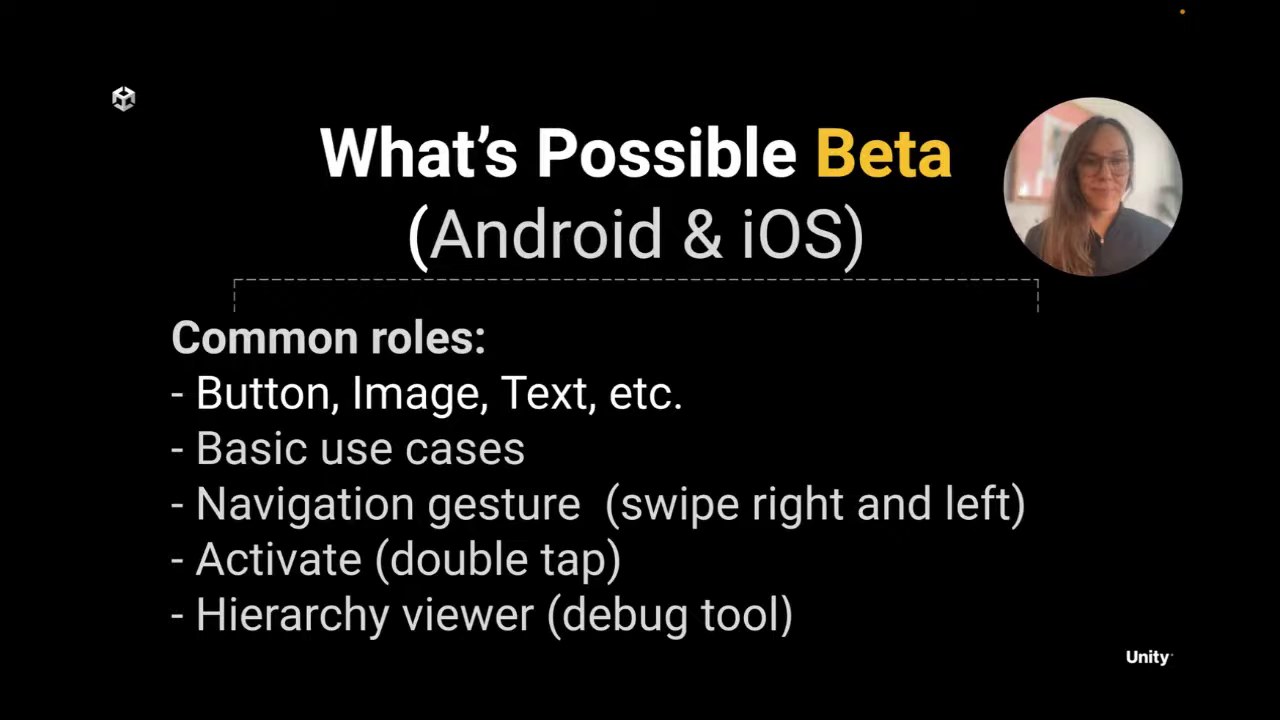 What's Possible Beta
(Android & iOS)
Common roles:
- Button, Image, Text, etc.
- Basic use cases
- Navigation gesture (swipe right and left)
- Activate (double tap)
- Hierarchy viewer (debug tool)
Unity